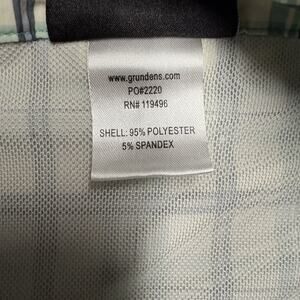 www.grundens.com
PO#2220
RN# 119496
SHELL: 95% POLYESTER
5% SPANDEX